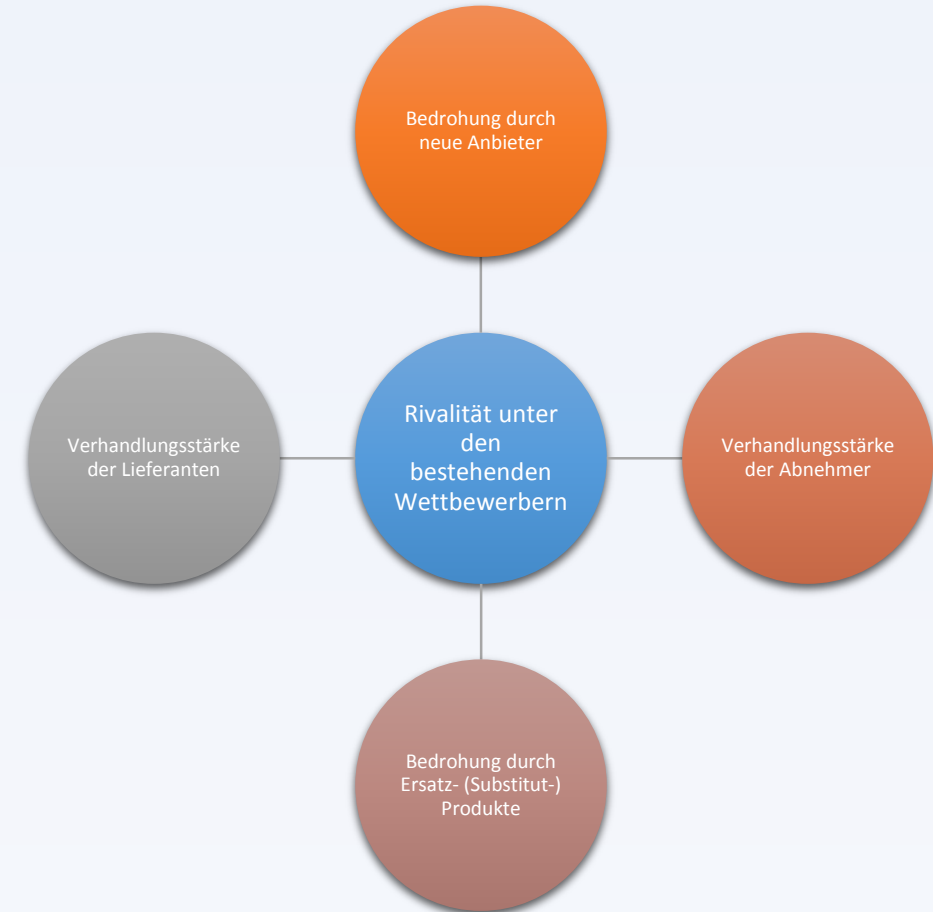 Bedrohung durch
neue Anbieter
Verhandlungsstärke
der Lieferanten
Rivalität unter
den
bestehenden
Wettbewerbern
Verhandlungsstärke
der Abnehmer
Bedrohung durch
Ersatz- (Substitut-)
Produkte